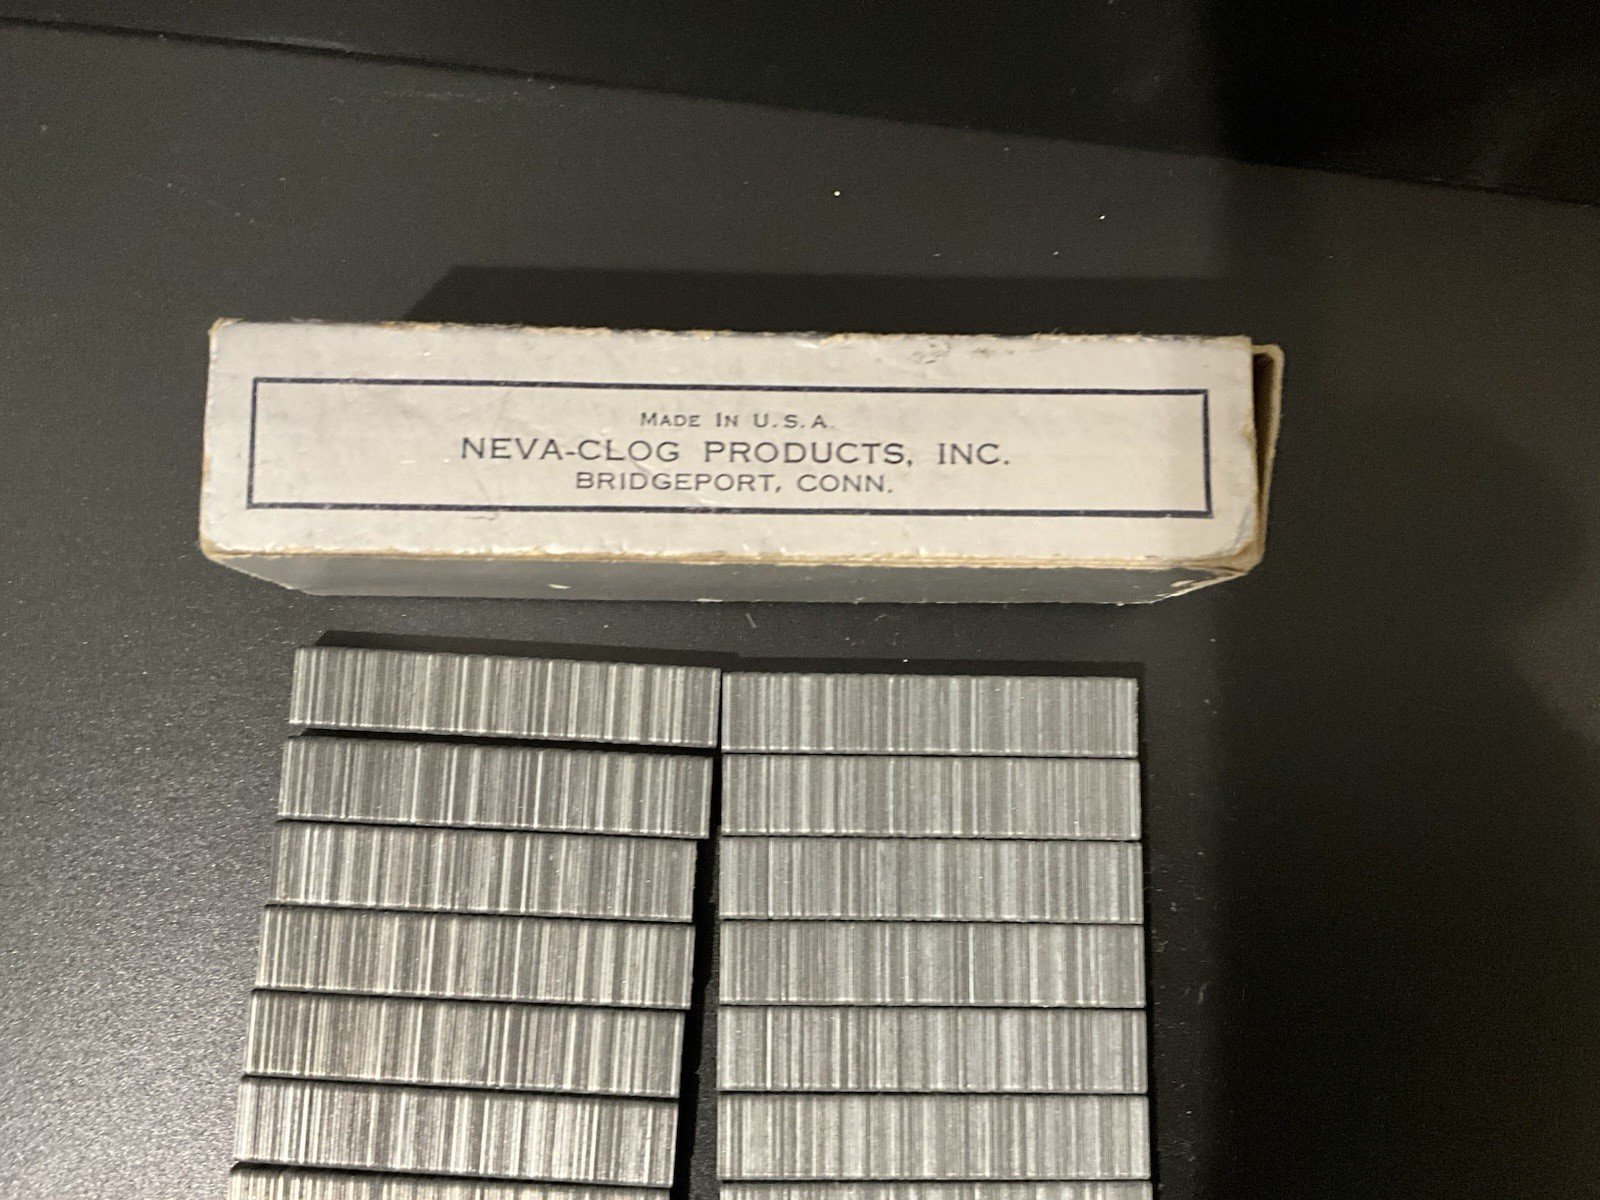 MADE IN U.S.A.
NEVA-CLOG PRODUCTS, INC.
BRIDGEPORT, CONN.